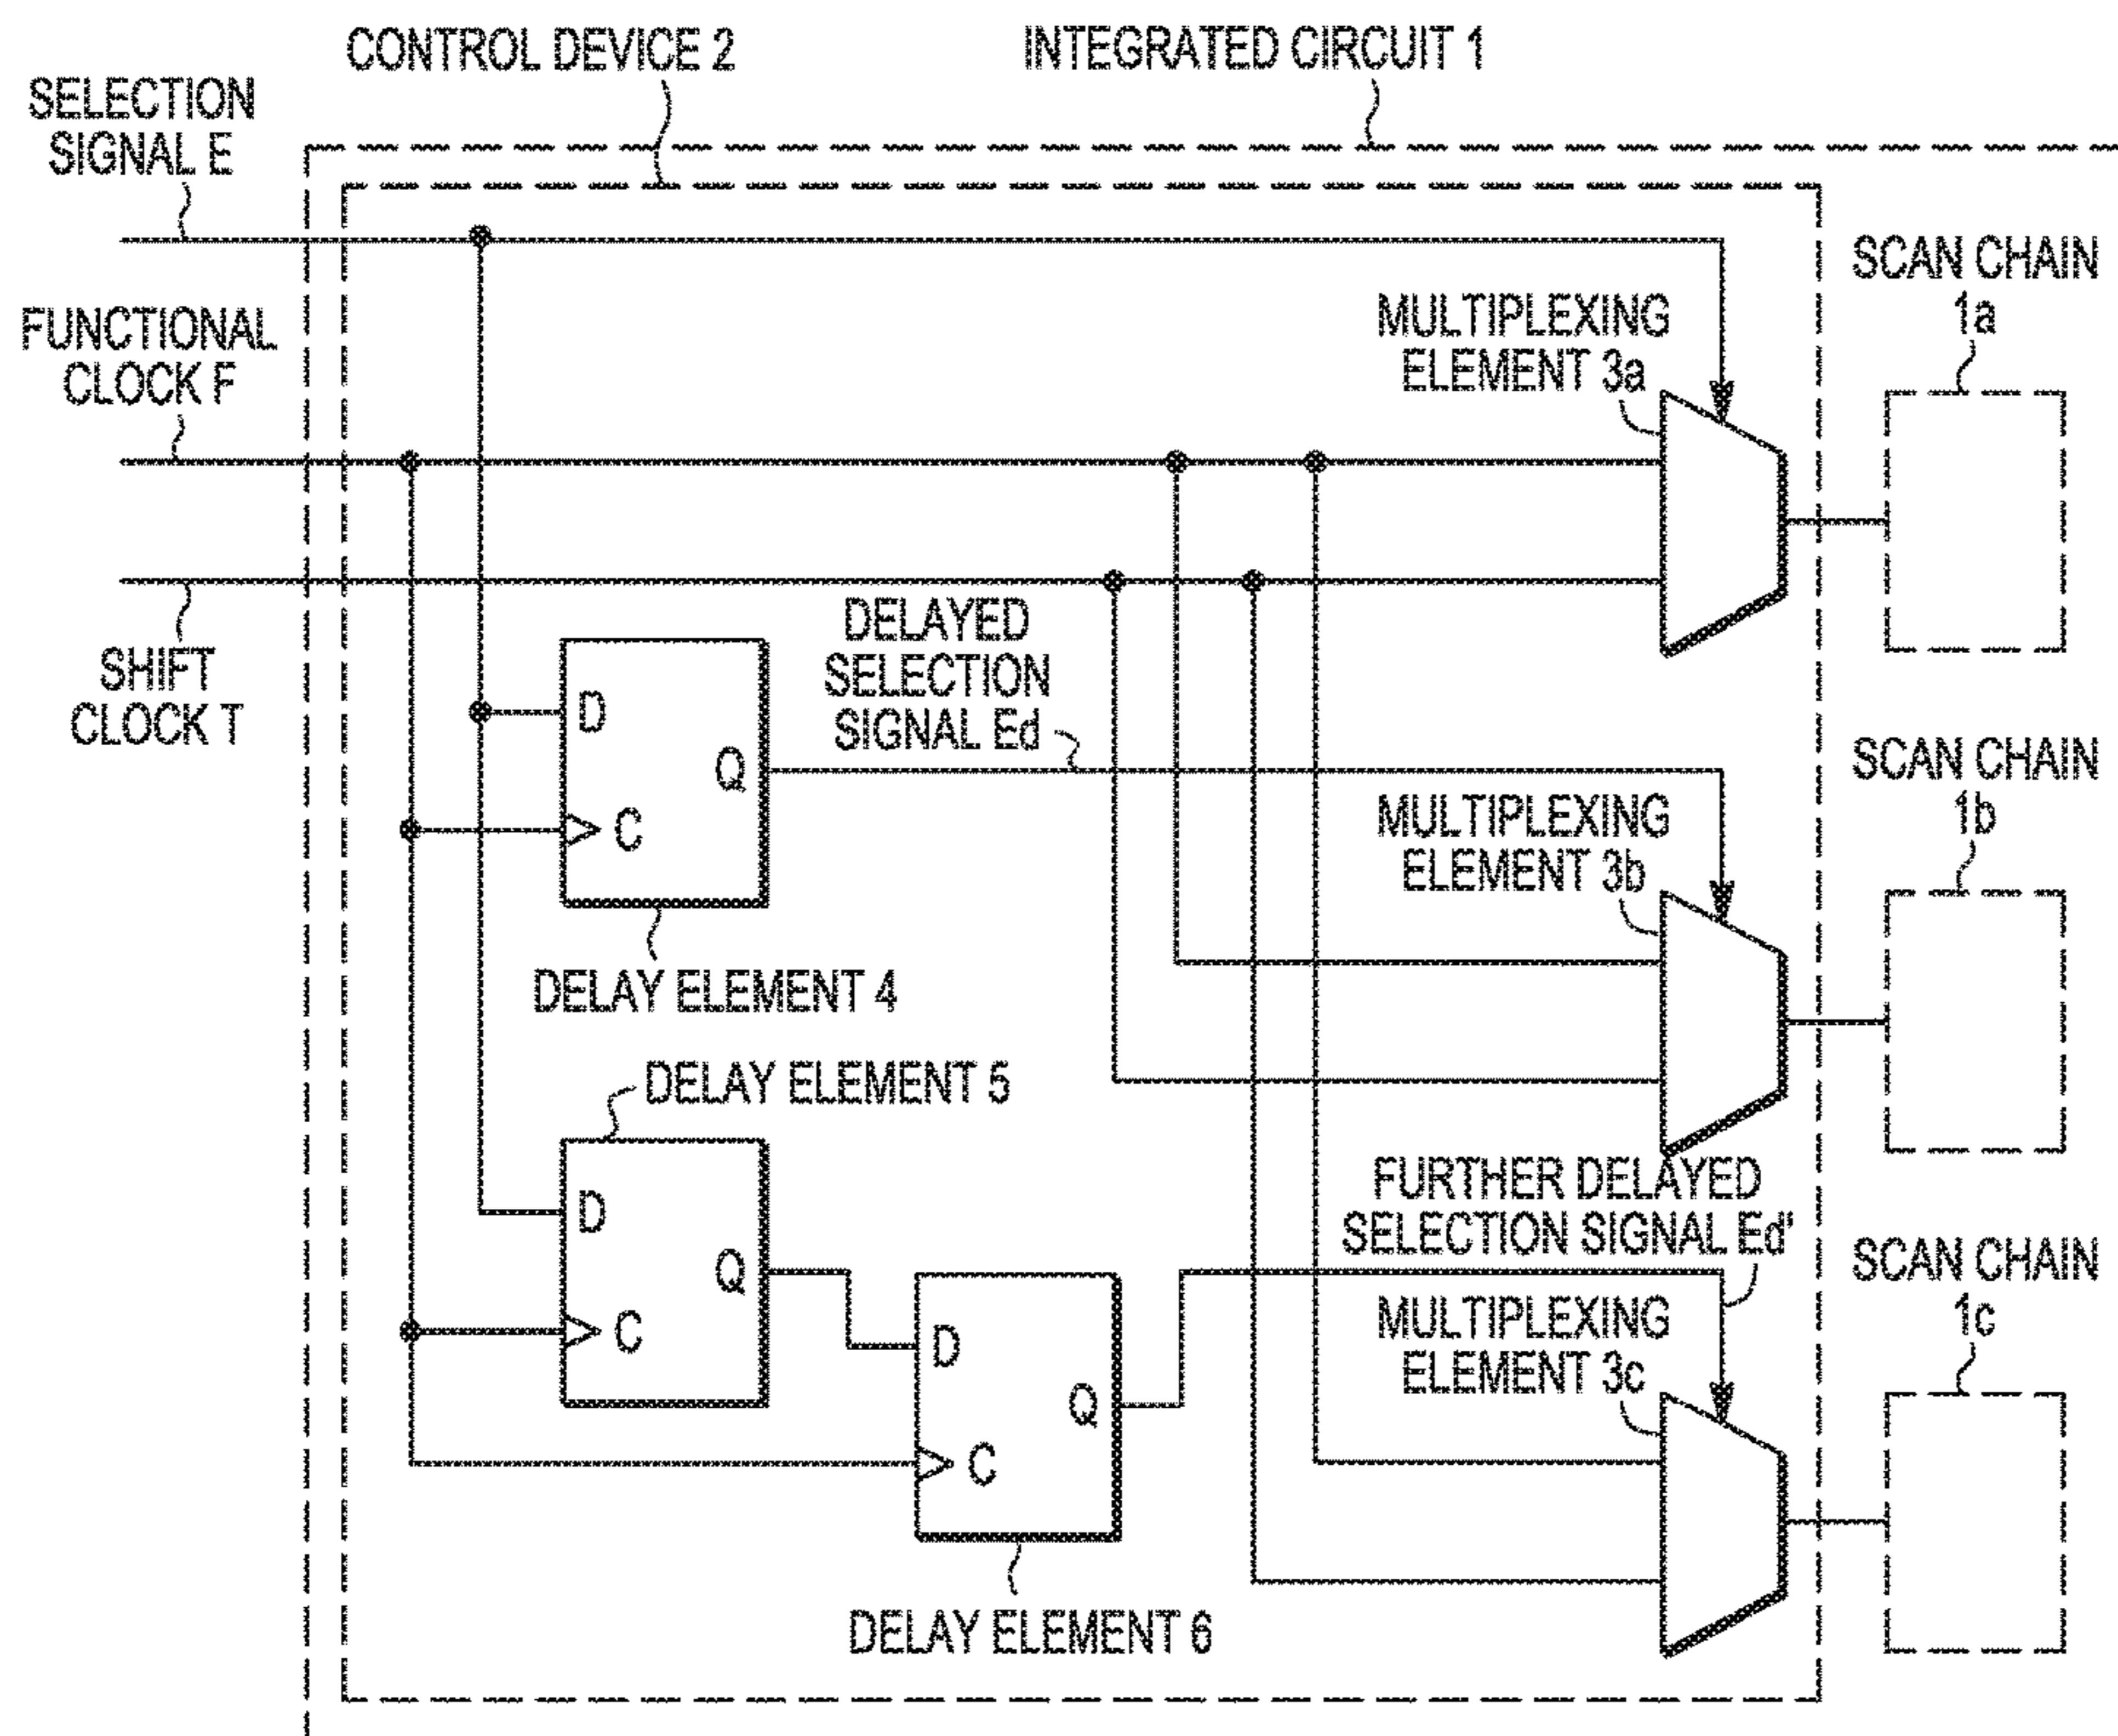 CONTROL DEVICE 2
INTEGRATED CIRCUIT 1
SELECTION
SIGNAL E
FUNCTIONAL
CLOCK F
SHIFT
CLOCK T
MULTIPLEXING
ELEMENT 3a
SCAN CHAIN
1a
D
Q
C
DELAY ELEMENT 4
DELAYED
SELECTION
SIGNAL Ed
MULTIPLEXING
ELEMENT 3b
SCAN CHAIN
1b
DELAY ELEMENT 5
D
Q
C
D
Q
C
DELAY ELEMENT 6
FURTHER DELAYED
SELECTION SIGNAL Ed'
MULTIPLEXING
ELEMENT 3c
SCAN CHAIN
1c